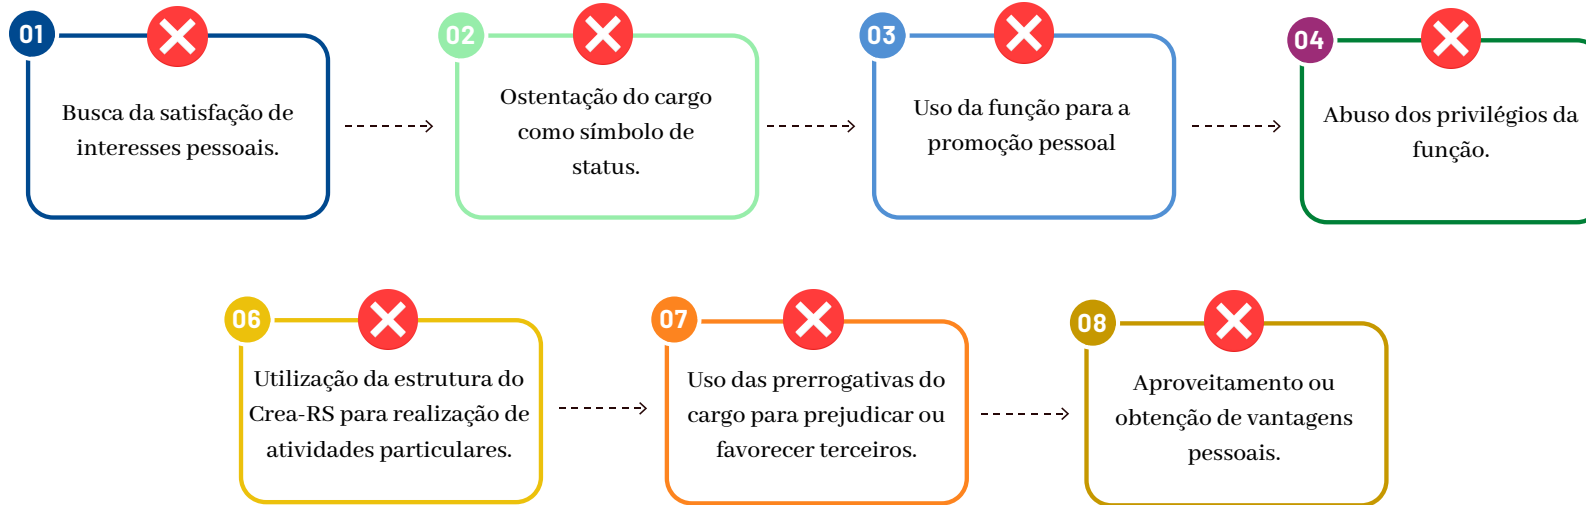 01
Busca da satisfação de
interesses pessoais.
02
Ostentação do cargo
como símbolo de
status.
03
Uso da função para a
promoção pessoal
04
Abuso dos privilégios da
função.
06
Utilização da estrutura do
Crea-RS para realização de
atividades particulares.
07
Uso das prerrogativas do
cargo para prejudicar ou
favorecer terceiros.
08
Aproveitamento ou
obtenção de vantagens
pessoais.